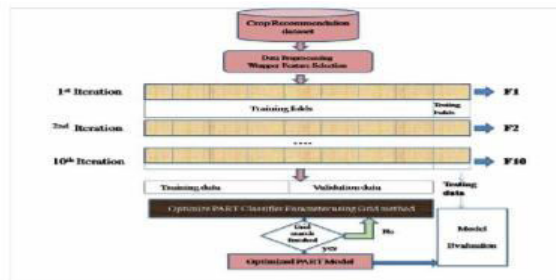 Crop Recommendation
dataset
Data Preprocessing
Wrapper Feature Selection
1st Iteration
F1
Training folds
Testing
Folds
2nd Iteration
F2
....
10th Iteration
F10
Training data
Validation data
Testing
data
Optimize PART Classifier Parameter using Grid method
Grid
search
finished
No
yes
Model
Evaluation
Optimized PART Model